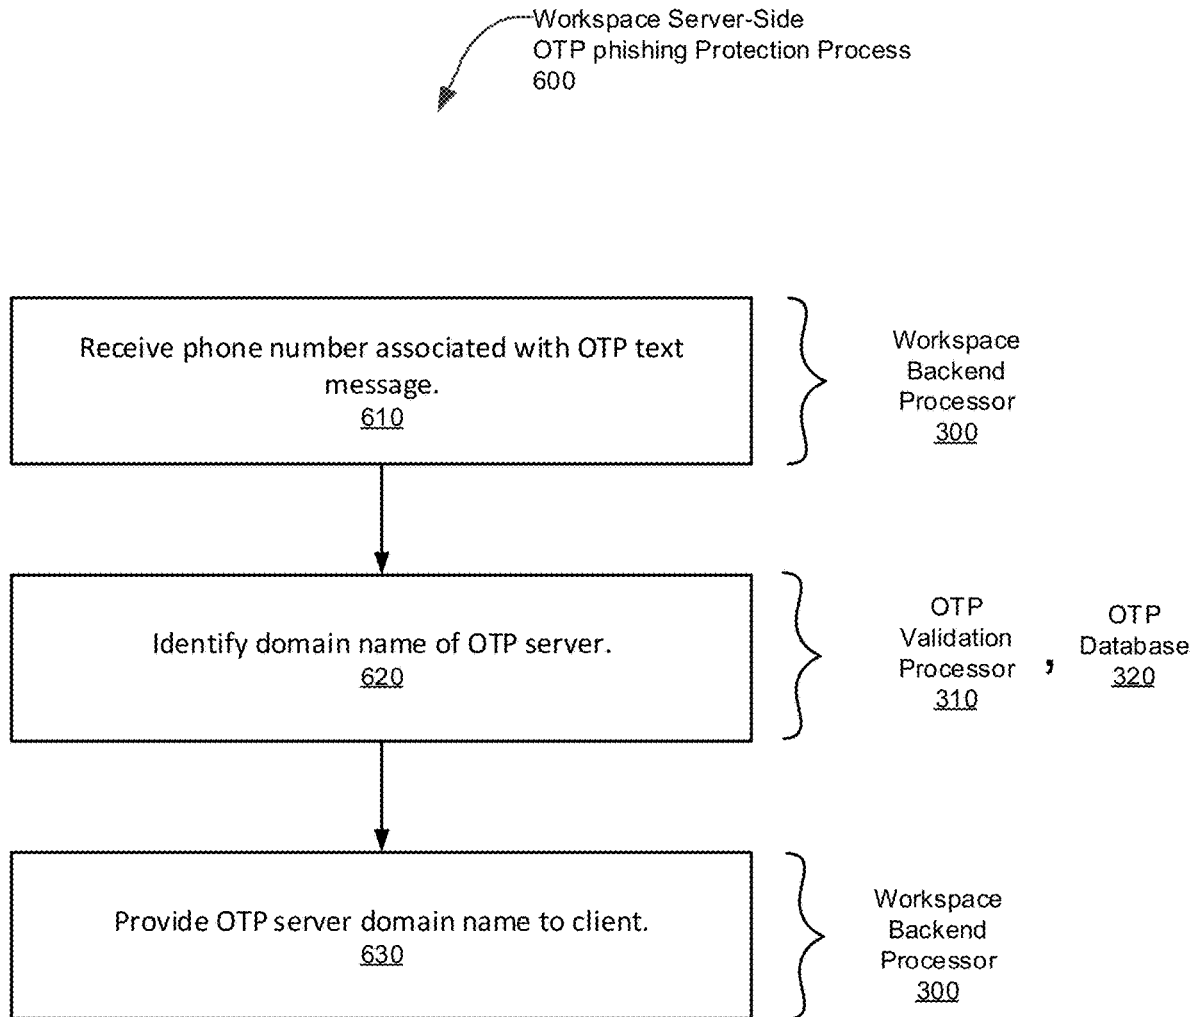 Workspace Server-Side
OTP phishing Protection Process
600
Receive phone number associated with OTP text
message.
610
Workspace
Backend
Processor
300
Identify domain name of OTP server.
620
OTP
Validation
Processor
310
,
OTP
Database
320
Provide OTP server domain name to client.
630
Workspace
Backend
Processor
300